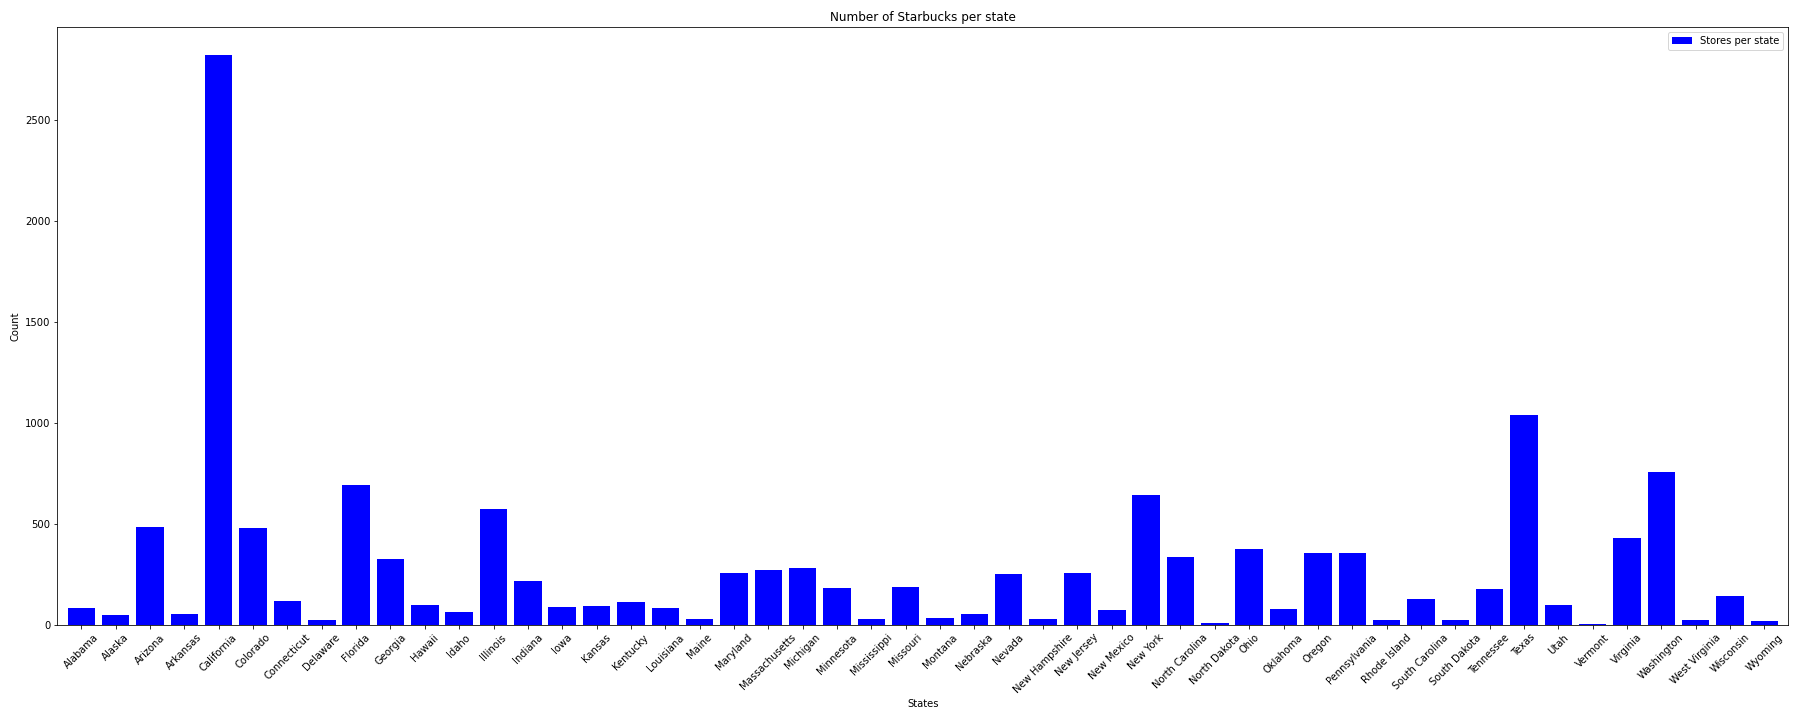 Number of Starbucks per state
Stores per state
Count
2500
2000
1500
1000
500
0
Alabama
Alaska
Arizona
Arkansas
California
Colorado
Connecticut
Delaware
Florida
Georgia
Hawaii
Idaho
Illinois
Indiana
Iowa
Kansas
Kentucky
Louisiana
Maine
Maryland
Massachusetts
Michigan
Minnesota
Mississippi
Missouri
Montana
Nebraska
Nevada
New Hampshire
New Jersey
New Mexico
New York
North Carolina
North Dakota
Ohio
Oklahoma
Oregon
Pennsylvania
Rhode Island
South Carolina
South Dakota
Tennessee
Texas
Utah
Vermont
Virginia
Washington
West Virginia
Wisconsin
Wyoming
States